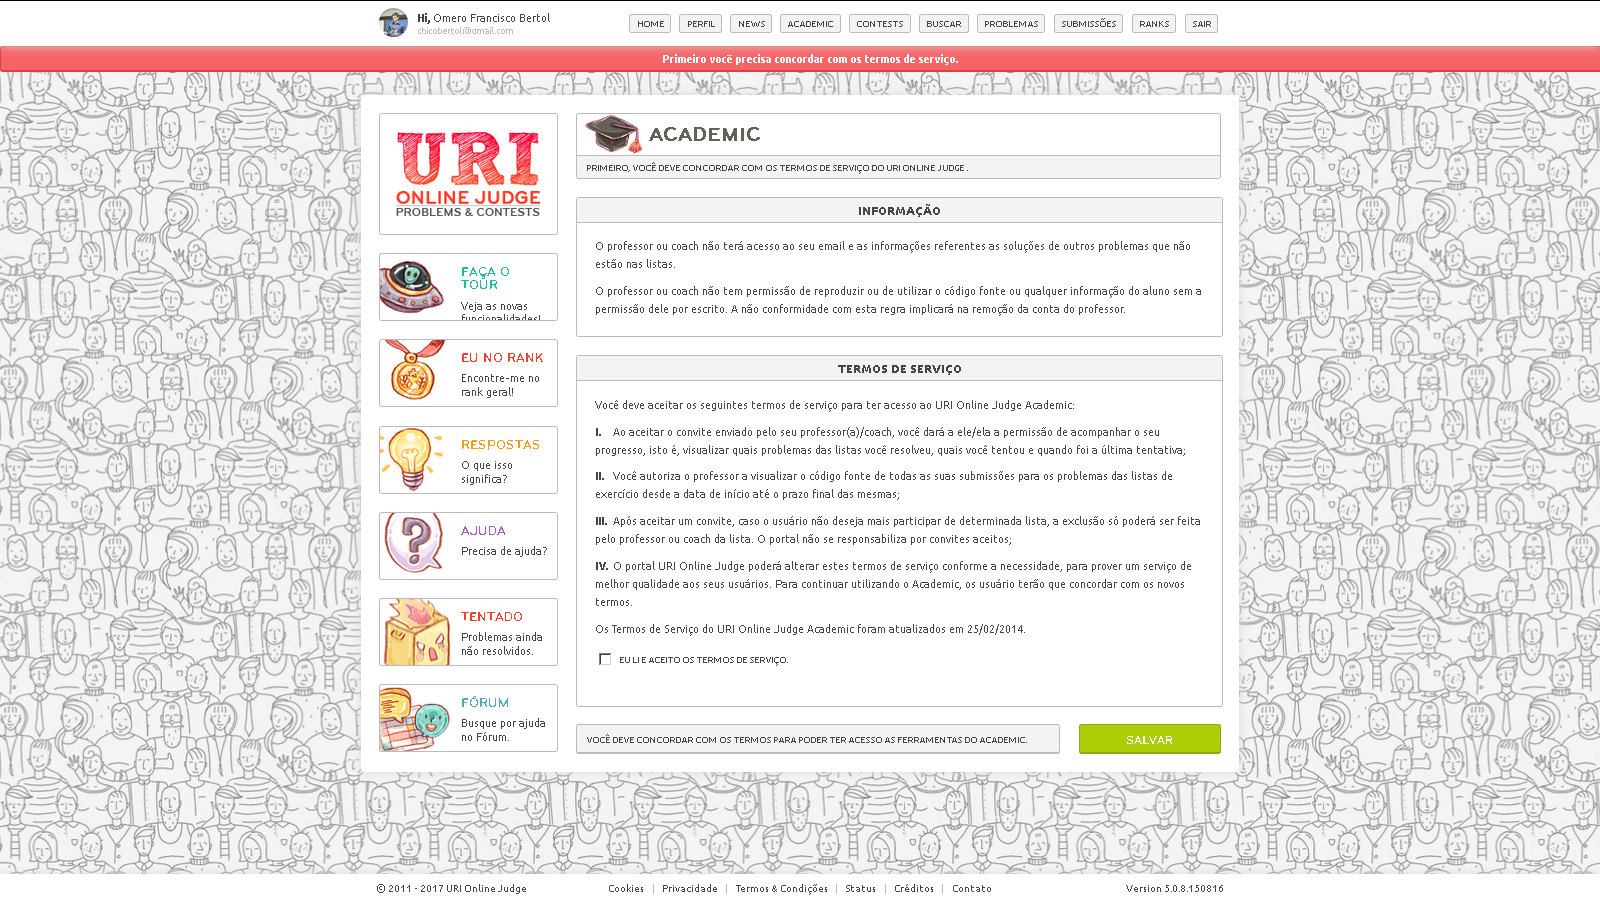 Hi, Omero Francisco Bertol
chicobertol@gmail.com
HOME PERFIL NEWS ACADEMIC CONTESTS BUSCAR PROBLEMAS SUBMISSÕES RANKS SAIR
Primeiro você precisa concordar com os termos de serviço.
URI
ONLINE JUDGE
PROBLEMS & CONTESTS
FAÇA O
TOUR
Veja as novas
funcionalidades!
EU NO RANK
Encontre-me no
rank geral!
RESPOSTAS
O que isso
significa?
AJUDA
Precisa de ajuda?
TENTADO
Problemas ainda
não resolvidos.
FÓRUM
Busque por ajuda
no Fórum.
ACADEMIC
PRIMEIRO, VOCÊ DEVE CONCORDAR COM OS TERMOS DE SERVIÇO DO URI ONLINE JUDGE .
INFORMAÇÃO
O professor ou coach não terá acesso ao seu email e as informações referentes as soluções de outros problemas que não
estão nas listas.
O professor ou coach não tem permissão de reproduzir ou de utilizar o código fonte ou qualquer informação do aluno sem a
permissão dele por escrito. A não conformidade com esta regra implicará na remoção da conta do professor.
TERMOS DE SERVIÇO
Você deve aceitar os seguintes termos de serviço para ter acesso ao URI Online Judge Academic:
I. Ao aceitar o convite enviado pelo seu professor(a)/coach, você dará a ele/ela a permissão de acompanhar o seu
progresso, isto é, visualizar quais problemas das listas você resolveu, quais você tentou e quando foi a última tentativa;
II. Você autoriza o professor a visualizar o código fonte de todas as suas submissões para os problemas das listas de
exercício desde a data de início até o prazo final das mesmas;
III. Após aceitar um convite, caso o usuário não deseja mais participar de determinada lista, a exclusão só poderá ser feita
pelo professor ou coach da lista. O portal não se responsabiliza por convites aceitos;
IV. O portal URI Online Judge poderá alterar estes termos de serviço conforme a necessidade, para prover um serviço de
melhor qualidade aos seus usuários. Para continuar utilizando o Academic, os usuário terão que concordar com os novos
termos.
Os Termos de Serviço do URI Online Judge Academic foram atualizados em 25/02/2014.
EU LI E ACEITO OS TERMOS DE SERVIÇO.
VOCÊ DEVE CONCORDAR COM OS TERMOS PARA PODER TER ACESSO AS FERRAMENTAS DO ACADEMIC.
SALVAR
© 2011 - 2017 URI Online Judge
Cookies | Privacidade | Termos & Condições | Status | Créditos | Contato
Version 5.0.8.150816